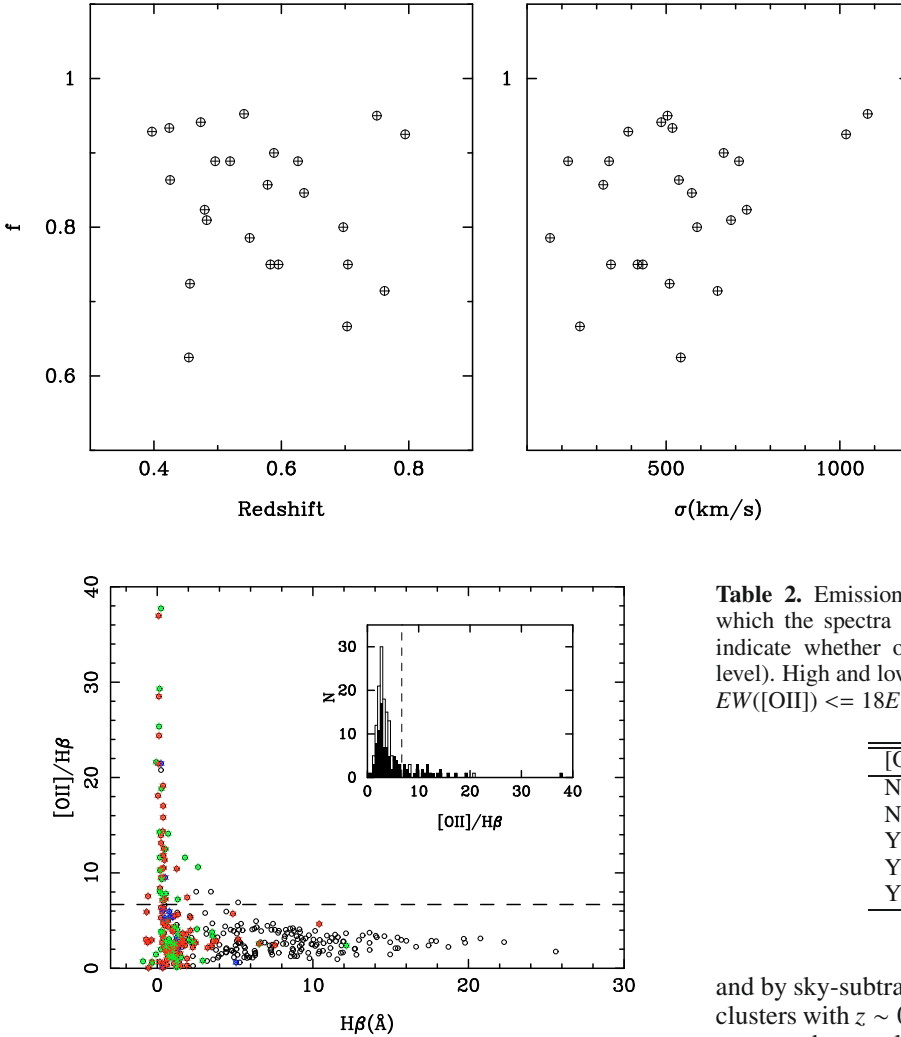 1
0.8
0.6
f
0.4 0.6 0.8
Redshift
1
500 1000
σ(km/s)
40
30
20
10
0
[OII]/Hβ
0 10 20 30
Hβ(Å)
30
20
10
0
N
0 10 20 30 40
[OII]/Hβ
Table 2. Emission
which the spectra
indicate whether o
level). High and low
EW([OII]) <= 18E
[O
N
N
Y
Y
Y
and by sky-subtra
clusters with z ~ 0